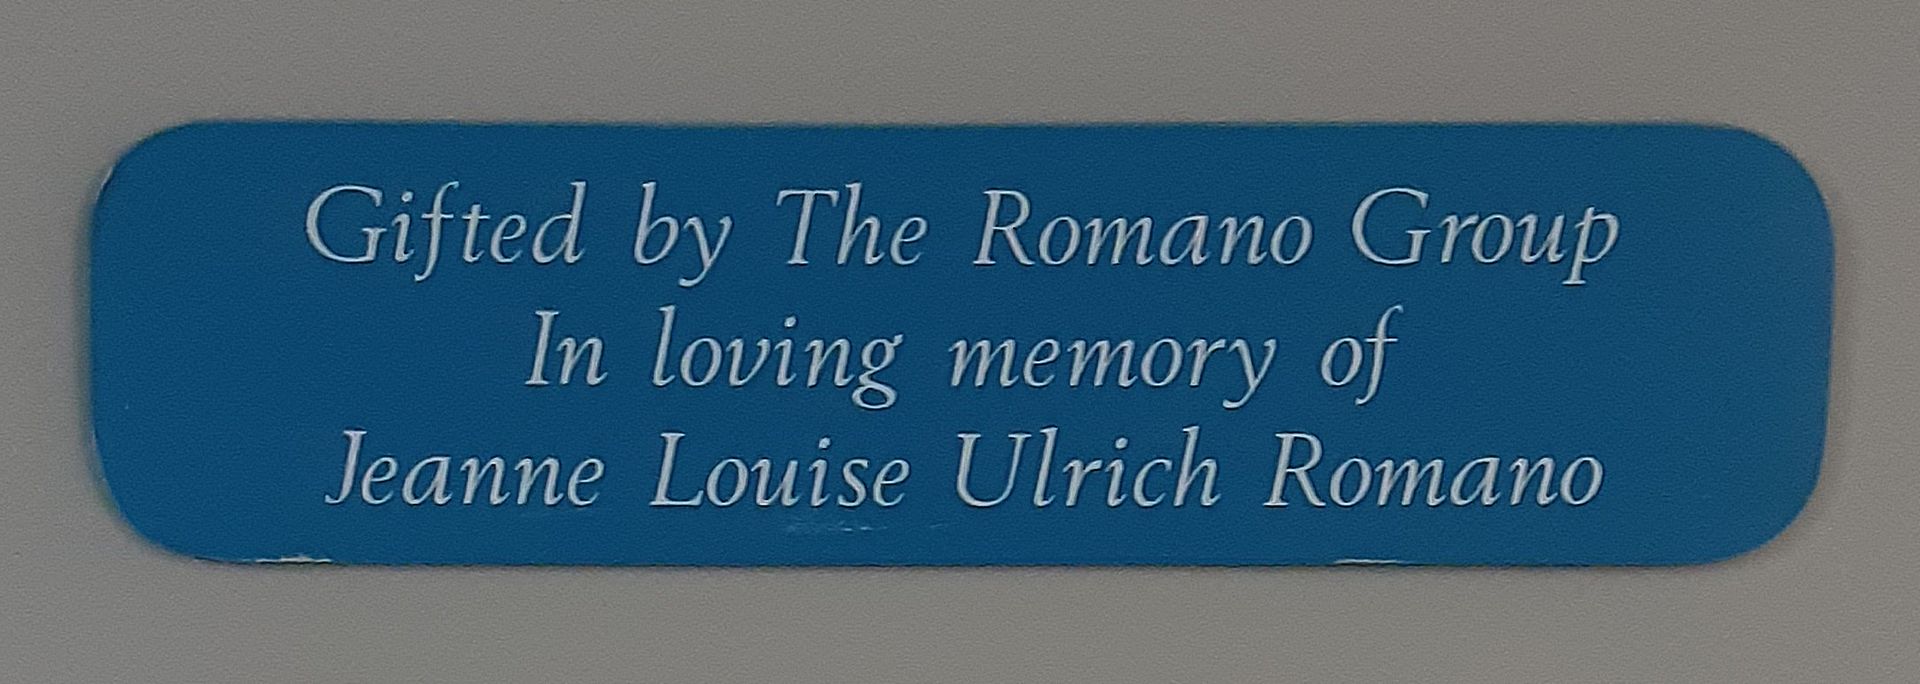 Gifted by The Romano Group
In loving memory of
Jeanne Louise Ulrich Romano